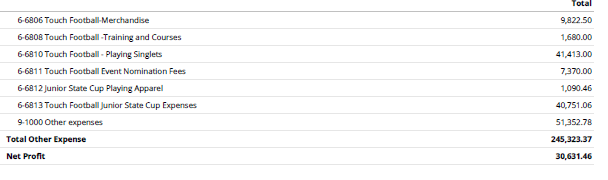 Total
6-6806 Touch Football-Merchandise 9,822.50
6-6808 Touch Football -Training and Courses 1,680.00
6-6810 Touch Football - Playing Singlets 41,413.00
6-6811 Touch Football Event Nomination Fees 7,370.00
6-6812 Junior State Cup Playing Apparel 1,090.46
6-6813 Touch Football Junior State Cup Expenses 40,751.06
9-1000 Other expenses 51,352.78
Total Other Expense 245,323.37
Net Profit 30,631.46